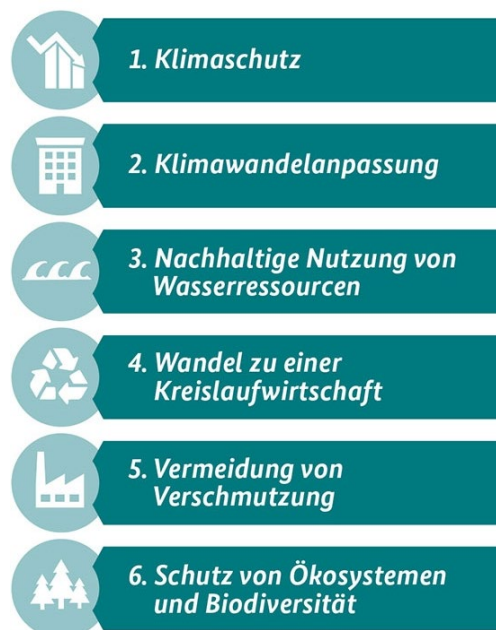 1. Klimaschutz
2. Klimawandelanpassung
3. Nachhaltige Nutzung von
Wasserressourcen
4. Wandel zu einer
Kreislaufwirtschaft
5. Vermeidung von
Verschmutzung
6. Schutz von Ökosystemen
und Biodiversität